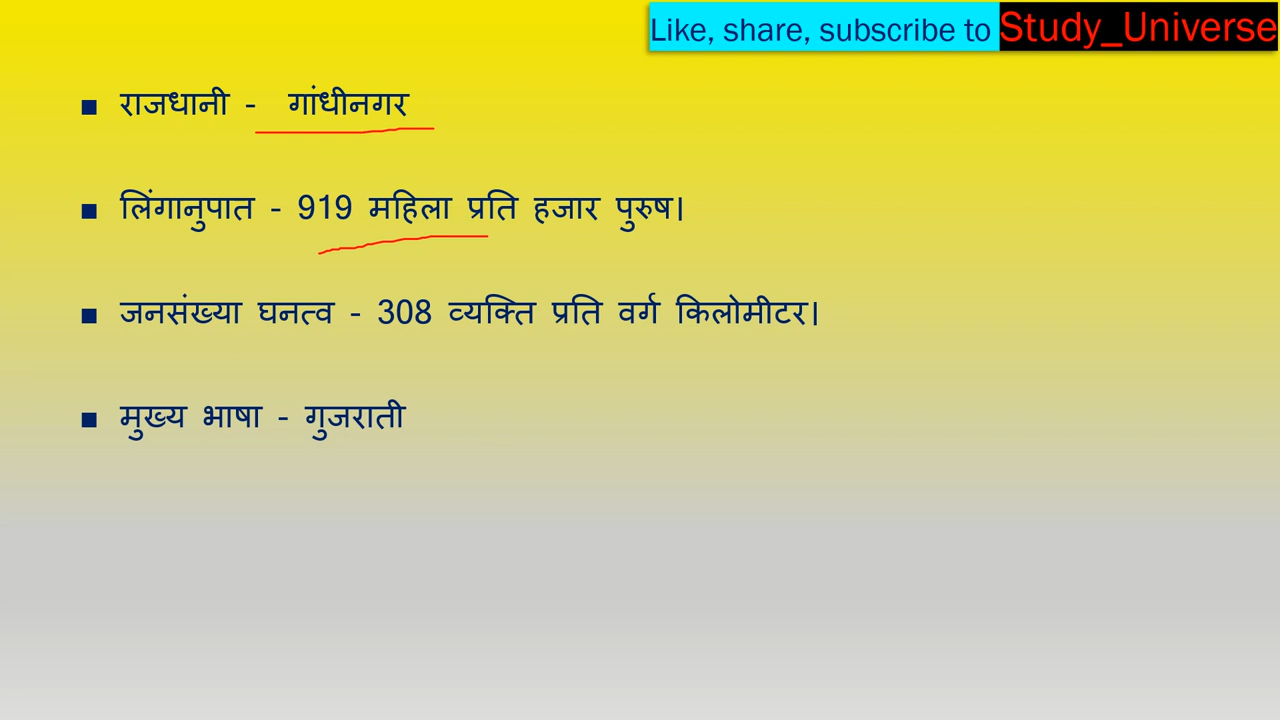 Like, share, subscribe to Study_Universe
▪ राजधानी - गांधीनगर
▪ लिंगानुपात - 919 महिला प्रति हजार पुरुष।
▪ जनसंख्या घनत्व - 308 व्यक्ति प्रति वर्ग किलोमीटर।
▪ मुख्य भाषा - गुजराती